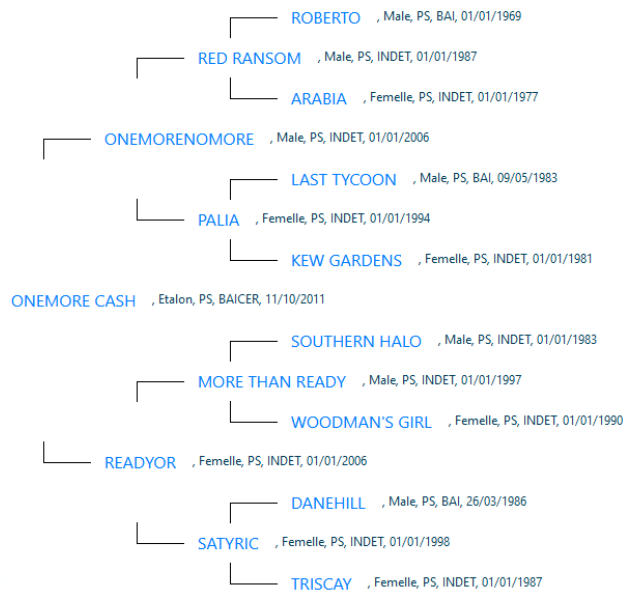 ROBERTO , Male, PS, BAI, 01/01/1969
RED RANSOM , Male, PS, INDET, 01/01/1987
ARABIA , Femelle, PS, INDET, 01/01/1977
ONEMORENOMORE , Male, PS, INDET, 01/01/2006
LAST TYCOON , Male, PS, BAI, 09/05/1983
PALIA , Femelle, PS, INDET, 01/01/1994
KEW GARDENS , Femelle, PS, INDET, 01/01/1981
ONEMORE CASH , Etalon, PS, BAICER, 11/10/2011
SOUTHERN HALO , Male, PS, INDET, 01/01/1983
MORE THAN READY , Male, PS, INDET, 01/01/1997
WOODMAN'S GIRL , Femelle, PS, INDET, 01/01/1990
READYOR , Femelle, PS, INDET, 01/01/2006
DANEHILL , Male, PS, BAI, 26/03/1986
SATYRIC , Femelle, PS, INDET, 01/01/1998
TRISCAY , Femelle, PS, INDET, 01/01/1987